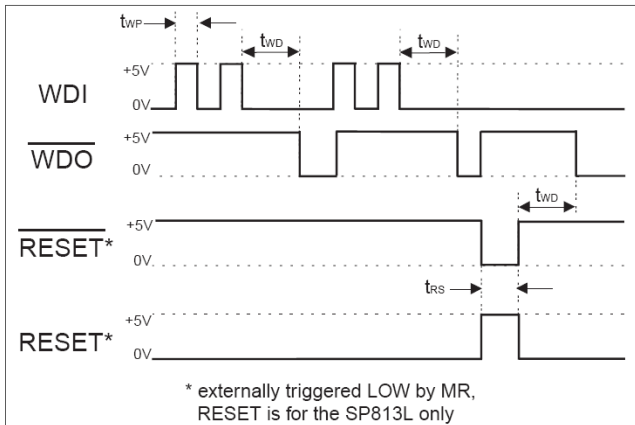 tWP
tWD
tWD
WDI
+5V
0V
WDO
+5V
0V
tWD
RESET*
+5V
0V
tRS
RESET*
+5V
0V
* externally triggered LOW by MR,
RESET is for the SP813L only